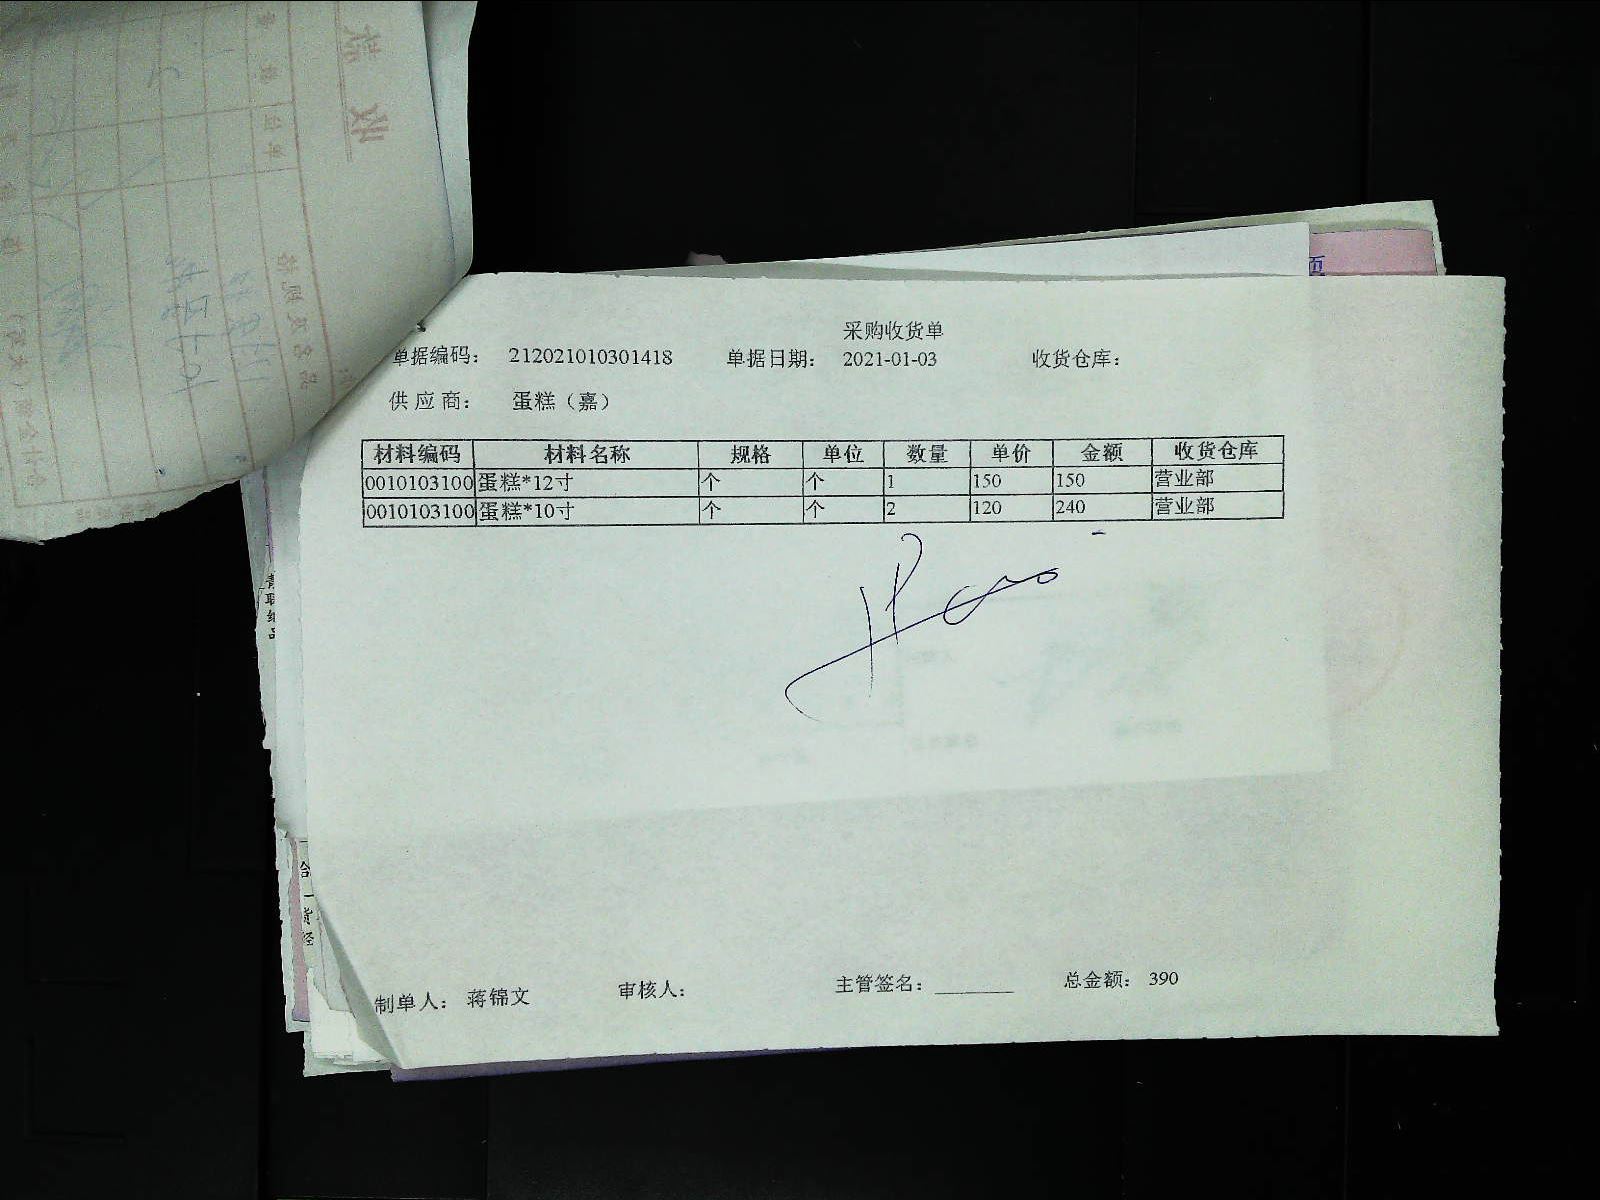 采购收货单
单据编码： 212021010301418 单据日期： 2021-01-03 收货仓库：
供应商： 蛋糕（嘉）
材料编码 材料名称 规格 单位 数量 单价 金额 收货仓库
0010103100 蛋糕*12寸 个 个 1 150 150 营业部
0010103100 蛋糕*10寸 个 个 2 120 240 营业部
制单人： 蒋锦文 审核人： 主管签名：________ 总金额： 390